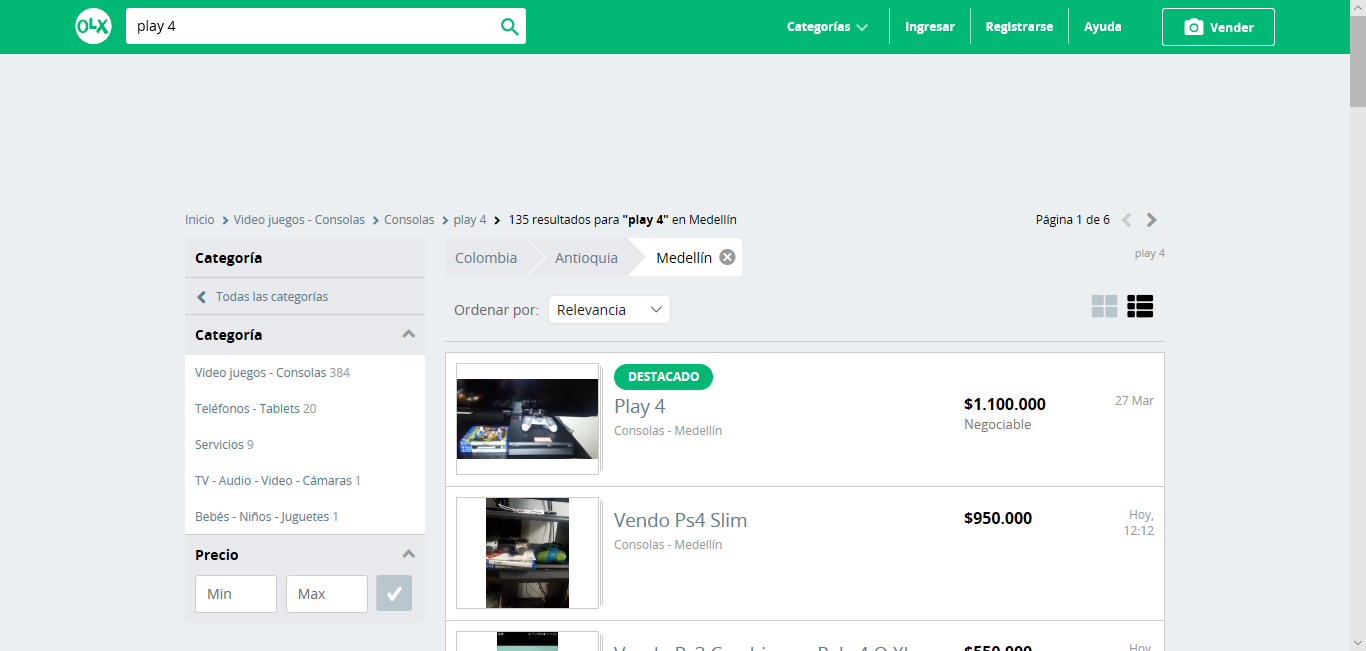 OLX
play 4
Categorías
Ingresar
Registrarse
Ayuda
Vender
Inicio > Video juegos - Consolas > Consolas > play 4 > 135 resultados para "play 4" en Medellín
Página 1 de 6
Categoría
Todas las categorías
Categoría
Video juegos - Consolas 384
Teléfonos - Tablets 20
Servicios 9
TV - Audio - Video - Cámaras 1
Bebés - Niños - Juguetes 1
Precio
Min
Max
Colombia
Antioquia
Medellín
play 4
Ordenar por: Relevancia
DESTACADO
Play 4
Consolas - Medellín
$1.100.000
Negociable
27 Mar
Vendo Ps4 Slim
Consolas - Medellín
$950.000
Hoy,
12:12
Vendo Ps3
Play 4 O
$550.000
Hoy,